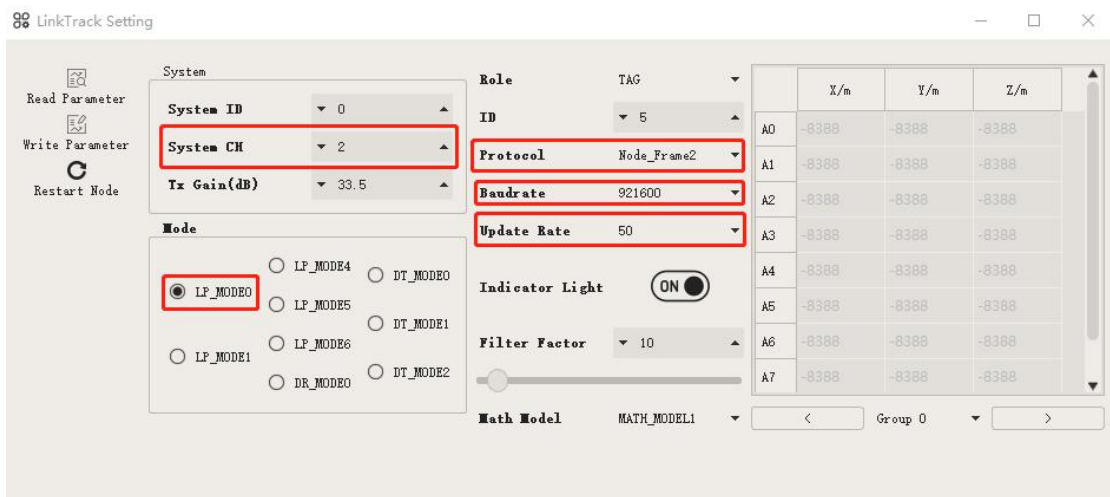 LinkTrack Setting
Read Parameter
Write Parameter
Restart Node
System
System ID 0
System CH 2
Tx Gain(dB) 33.5
Mode
LP_MODE0
LP_MODE1
LP_MODE4
LP_MODE5
LP_MODE6
DR_MODE0
DT_MODE0
DT_MODE1
DT_MODE2
Role TAG
ID 5
Protocol Node_Frame2
Baudrate 921600
Update Rate 50
Indicator Light ON
Filter Factor 10
Math Model MATH_MODEL1
X/m Y/m Z/m
A0 -8388 -8388 -8388
A1 -8388 -8388 -8388
A2 -8388 -8388 -8388
A3 -8388 -8388 -8388
A4 -8388 -8388 -8388
A5 -8388 -8388 -8388
A6 -8388 -8388 -8388
A7 -8388 -8388 -8388
< Group 0 >